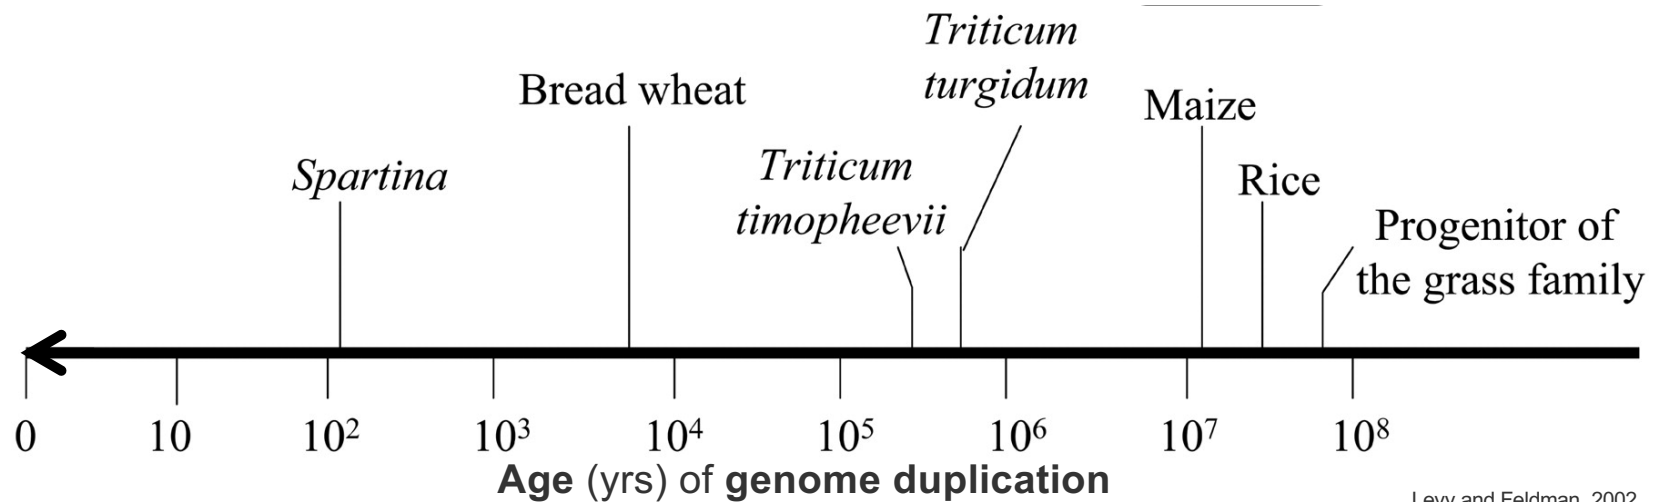 Triticum
turgidum
Bread wheat
Maize
Triticum
timopheevii
Spartina
Rice
Progenitor of
the grass family
0 10 10² 10³ 10⁴ 10⁵ 10⁶ 10⁷ 10⁸
Age (yrs) of genome duplication
Levy and Feldman, 2002